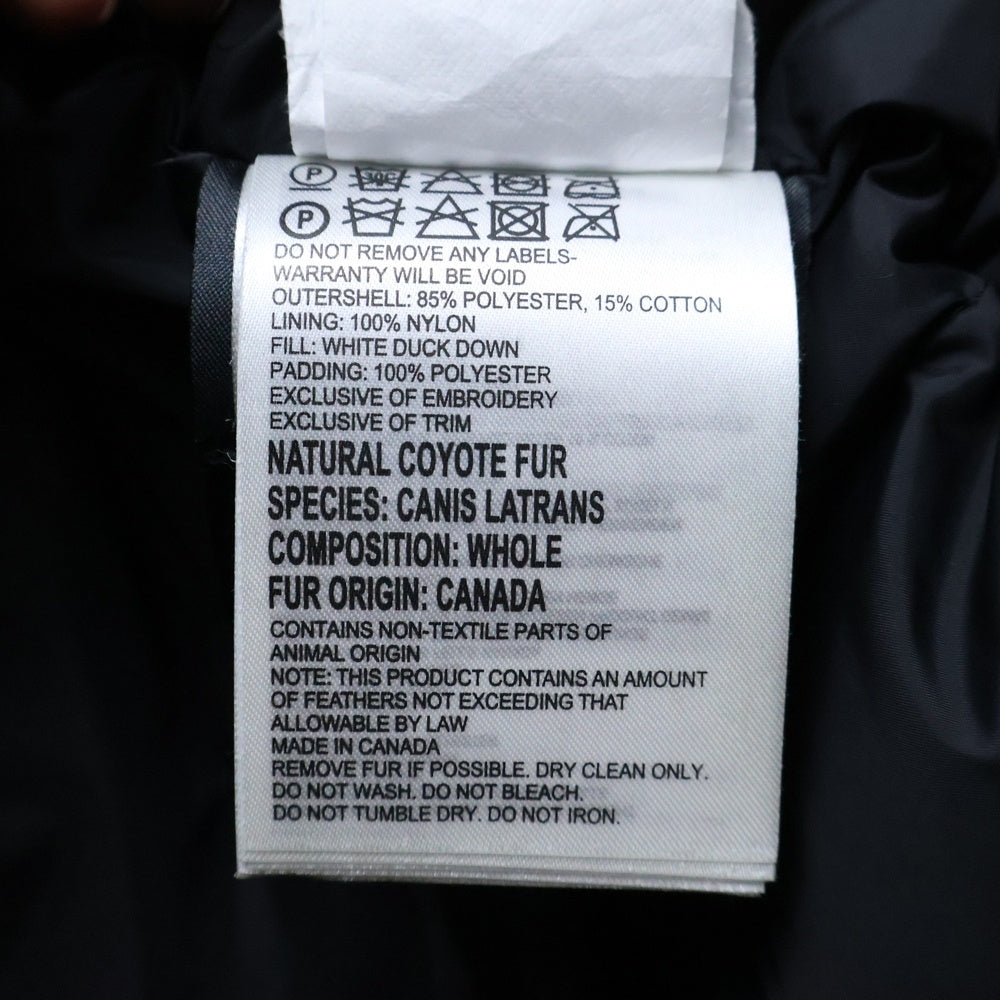 P 30C
P
DO NOT REMOVE ANY LABELS-
WARRANTY WILL BE VOID
OUTERSHELL: 85% POLYESTER, 15% COTTON
LINING: 100% NYLON
FILL: WHITE DUCK DOWN
PADDING: 100% POLYESTER
EXCLUSIVE OF EMBROIDERY
EXCLUSIVE OF TRIM
NATURAL COYOTE FUR
SPECIES: CANIS LATRANS
COMPOSITION: WHOLE
FUR ORIGIN: CANADA
CONTAINS NON-TEXTILE PARTS OF
ANIMAL ORIGIN
NOTE: THIS PRODUCT CONTAINS AN AMOUNT
OF FEATHERS NOT EXCEEDING THAT
ALLOWABLE BY LAW
MADE IN CANADA
REMOVE FUR IF POSSIBLE. DRY CLEAN ONLY.
DO NOT WASH. DO NOT BLEACH.
DO NOT TUMBLE DRY. DO NOT IRON.